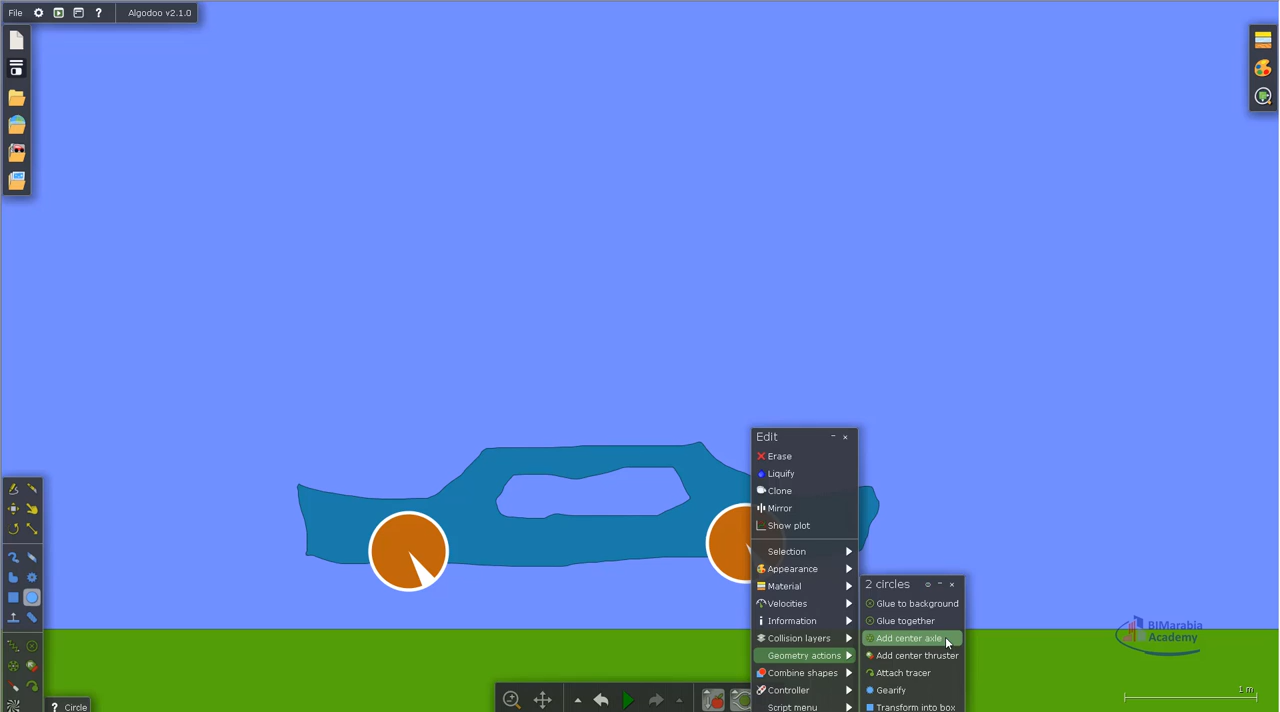 File
?
Algodoo v2.1.0
Edit
Erase
Liquify
Clone
Mirror
Show plot
Selection
Appearance
Material
Velocities
Information
Collision layers
Geometry actions
Combine shapes
Controller
Script menu
2 circles
Glue to background
Glue together
Add center axle
Add center thruster
Attach tracer
Gearify
Transform into box
BIMarabia
Academy
1 m
? Circle